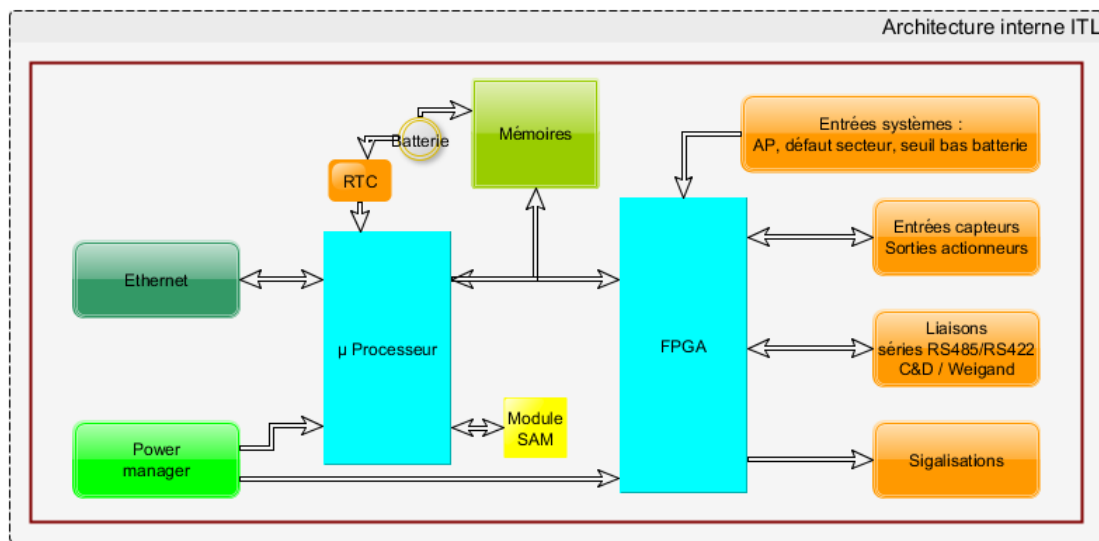 Architecture interne ITL
Batterie
Mémoires
Entrées systèmes :
AP, défaut secteur, seuil bas batterie
RTC
Entrées capteurs
Sorties actionneurs
Ethernet
µ Processeur
FPGA
Liaisons
séries RS485/RS422
C&D / Weigand
Module
SAM
Power
manager
Sigalisations